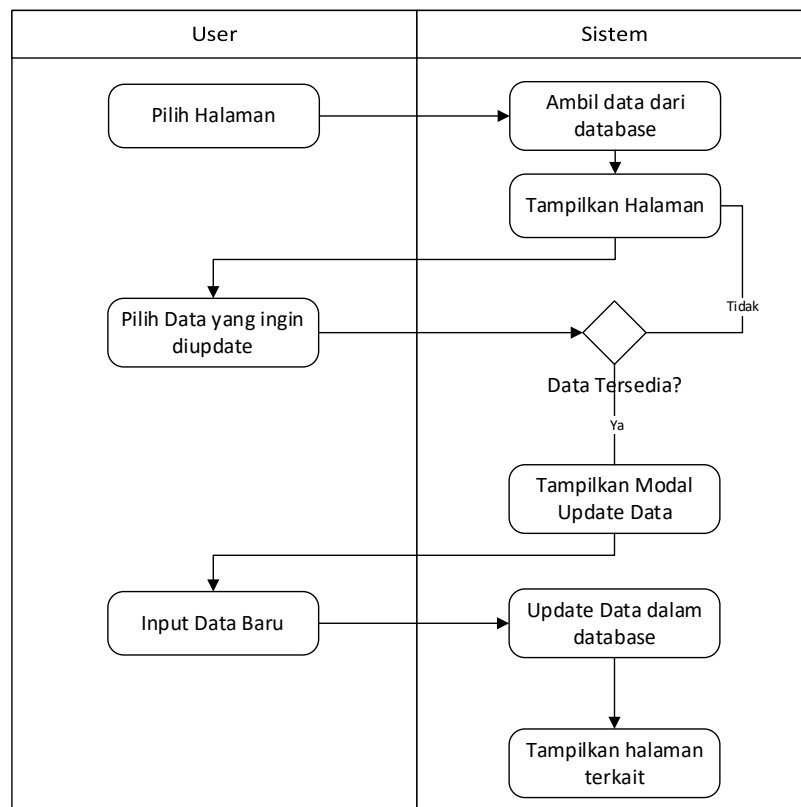 User
Sistem
Pilih Halaman
Ambil data dari
database
Tampilkan Halaman
Pilih Data yang ingin
diupdate
Tidak
Data Tersedia?
Ya
Tampilkan Modal
Update Data
Input Data Baru
Update Data dalam
database
Tampilkan halaman
terkait